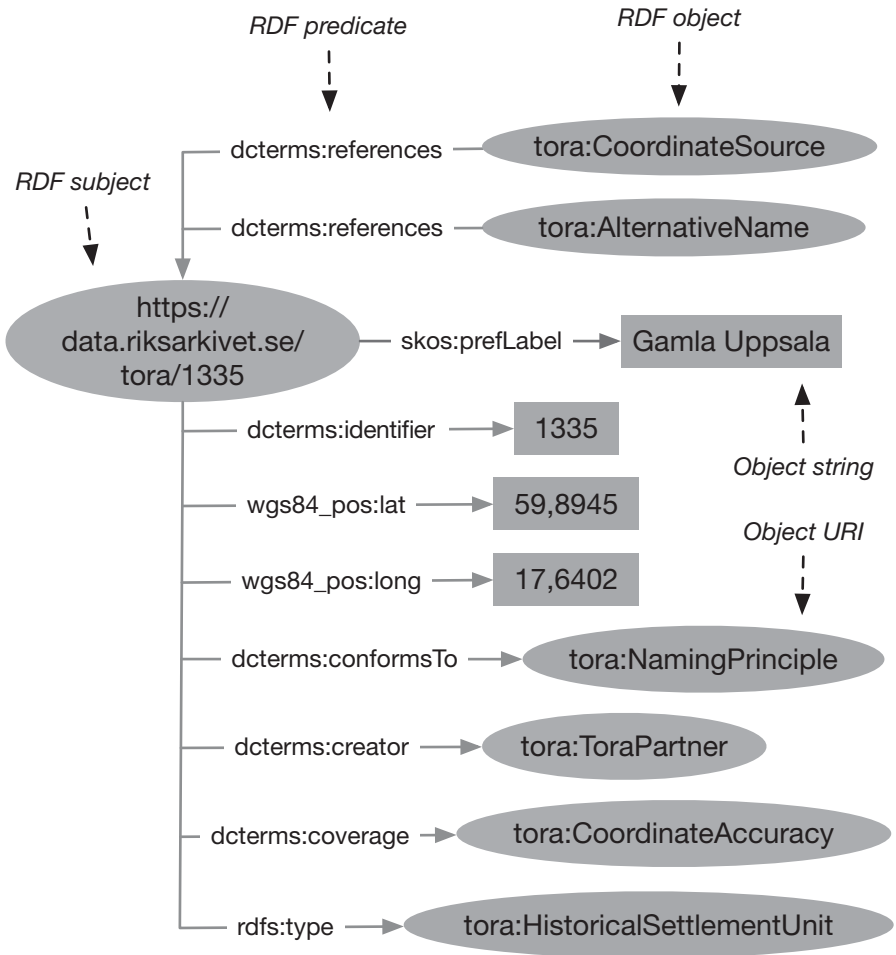 RDF predicate
RDF object
dcterms:references
tora:CoordinateSource
RDF subject
dcterms:references
tora:AlternativeName
https://
data.riksarkivet.se/
tora/1335
skos:prefLabel
Gamla Uppsala
dcterms:identifier
1335
Object string
wgs84_pos:lat
59,8945
Object URI
wgs84_pos:long
17,6402
dcterms:conformsTo
tora:NamingPrinciple
dcterms:creator
tora:ToraPartner
dcterms:coverage
tora:CoordinateAccuracy
rdfs:type
tora:HistoricalSettlementUnit